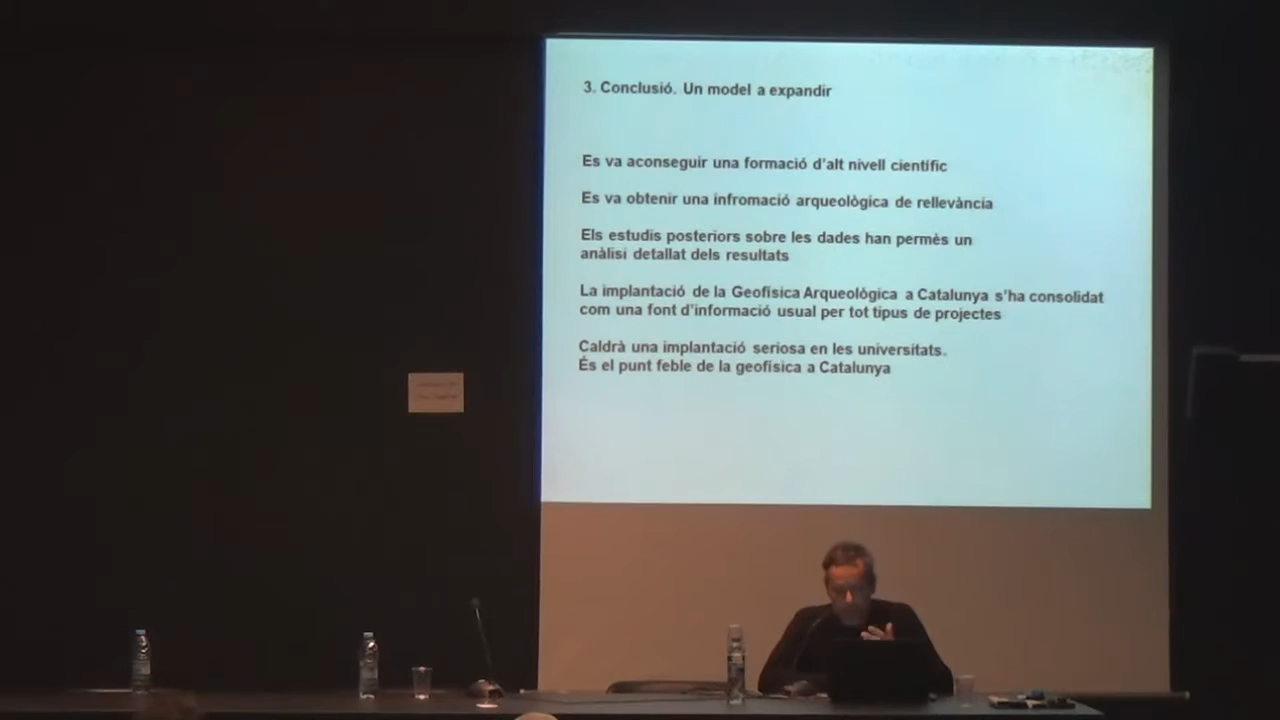 3. Conclusió. Un model a expandir
Es va aconseguir una formació d'alt nivell científic
Es va obtenir una infromació arqueològica de rellevància
Els estudis posteriors sobre les dades han permès un
anàlisi detallat dels resultats
La implantació de la Geofísica Arqueológica a Catalunya s'ha consolidat
com una font d'informació usual per tot tipus de projectes
Caldrà una implantació seriosa en les universitats.
És el punt feble de la geofísica a Catalunya